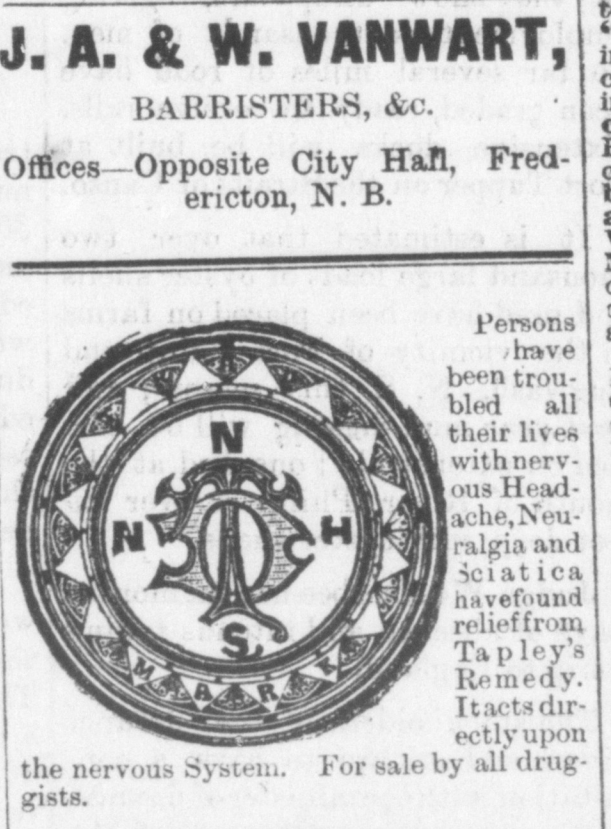 J. A. & W. VANWART,
BARRISTERS, &c.
Offices—Opposite City Hall, Fred-
ericton, N. B.
N
N H
S
MARK
Persons
I have
been trou-
bled all
their lives
with nerv-
ous Head-
ache, Neu-
ralgia and
Sciatica
have found
relief from
Tapley's
Remedy.
It acts dir-
ectly upon
the nervous System. For sale by all drug-
gists.